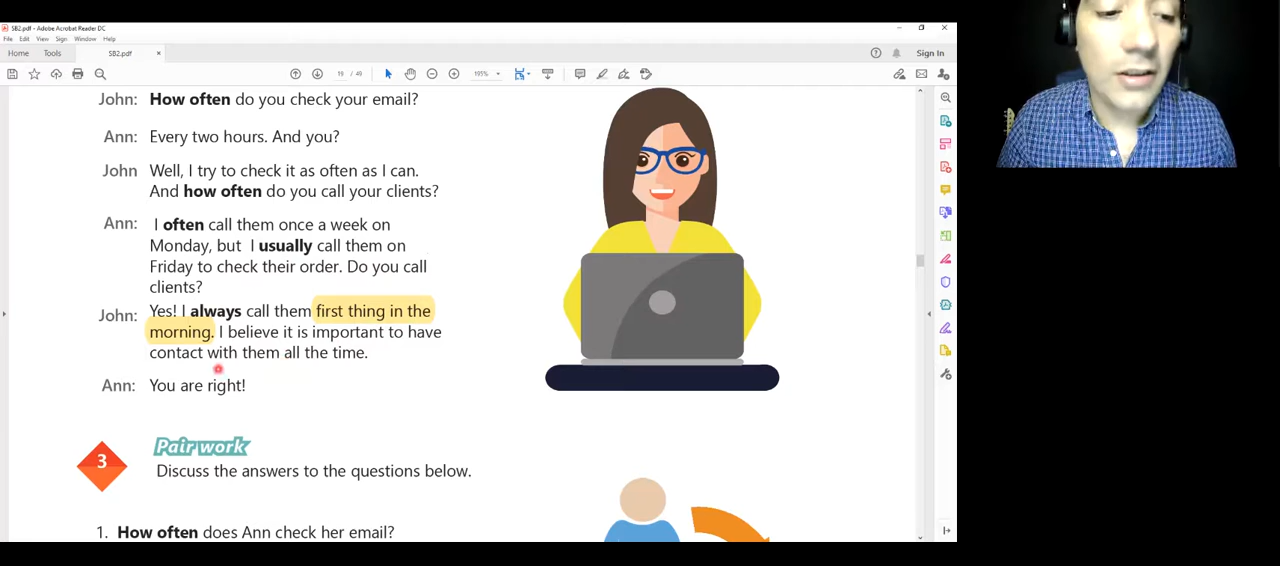 SB2.pdf - Adobe Acrobat Reader DC
File Edit View Sign Window Help
Home Tools SB2.pdf × Sign In
19 / 49 195%
John: How often do you check your email?
Ann: Every two hours. And you?
John Well, I try to check it as often as I can.
And how often do you call your clients?
Ann: I often call them once a week on
Monday, but I usually call them on
Friday to check their order. Do you call
clients?
John: Yes! I always call them first thing in the
morning. I believe it is important to have
contact with them all the time.
Ann: You are right!
3 Pair work
Discuss the answers to the questions below.
1. How often does Ann check her email?